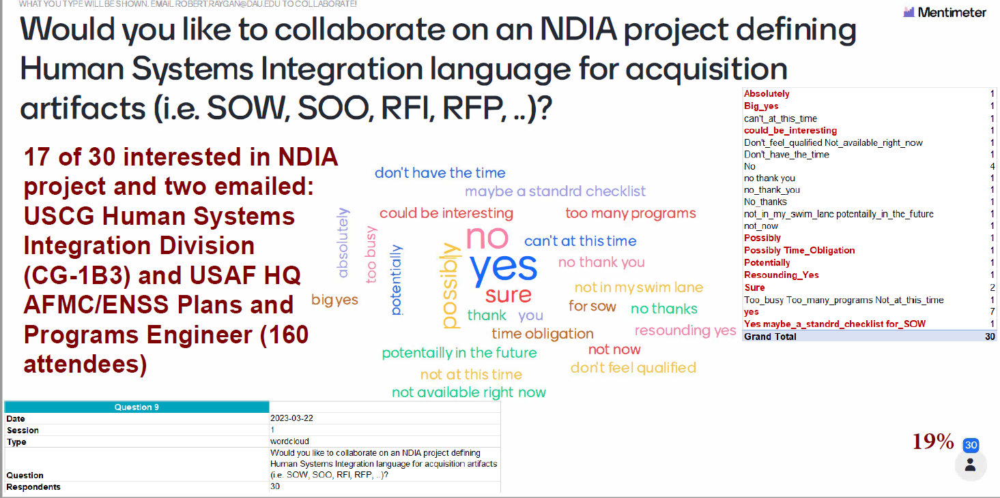 WHAT YOU TYPE WILL BE SHOWN. EMAIL ROBERT.RAYGAN@DAU.EDU TO COLLABORATE!
Mentimeter
Would you like to collaborate on an NDIA project defining
Human Systems Integration language for acquisition
artifacts (i.e. SOW, SOO, RFI, RFP, ..)?
17 of 30 interested in NDIA
project and two emailed:
USCG Human Systems
Integration Division
(CG-1B3) and USAF HQ
AFMC/ENSS Plans and
Programs Engineer (160
attendees)
don't have the time
maybe a standrd checklist
could be interesting
too many programs
absolutely
too busy
potentially
possibly
no
can't at this time
yes
no thank you
not in my swim lane
sure
big yes
for sow
no thanks
thank
you
time obligation
resounding yes
potentailly in the future
not now
not at this time
don't feel qualified
not available right now
Absolutely 1
Big_yes 1
can't_at_this_time 1
could_be_interesting 1
Don't_feel_qualified Not_available_right_now 1
Don't_have_the_time 1
No 4
no thank you 1
no_thank_you 1
No_thanks 1
not_in_my_swim_lane potentailly_in_the_future 1
not_now 1
Possibly 1
Possibly Time_Obligation 1
Potentially 1
Resounding_Yes 1
Sure 2
Too_busy Too_many_programs Not_at_this_time 1
yes 7
Yes maybe_a_standrd_checklist for_SOW 1
Grand Total 30
Question 9
Date 2023-03-22
Session 1
Type wordcloud
Question Would you like to collaborate on an NDIA project defining
Human Systems Integration language for acquisition artifacts
(i.e. SOW, SOO, RFI, RFP, ..)?
Respondents 30
19% 30